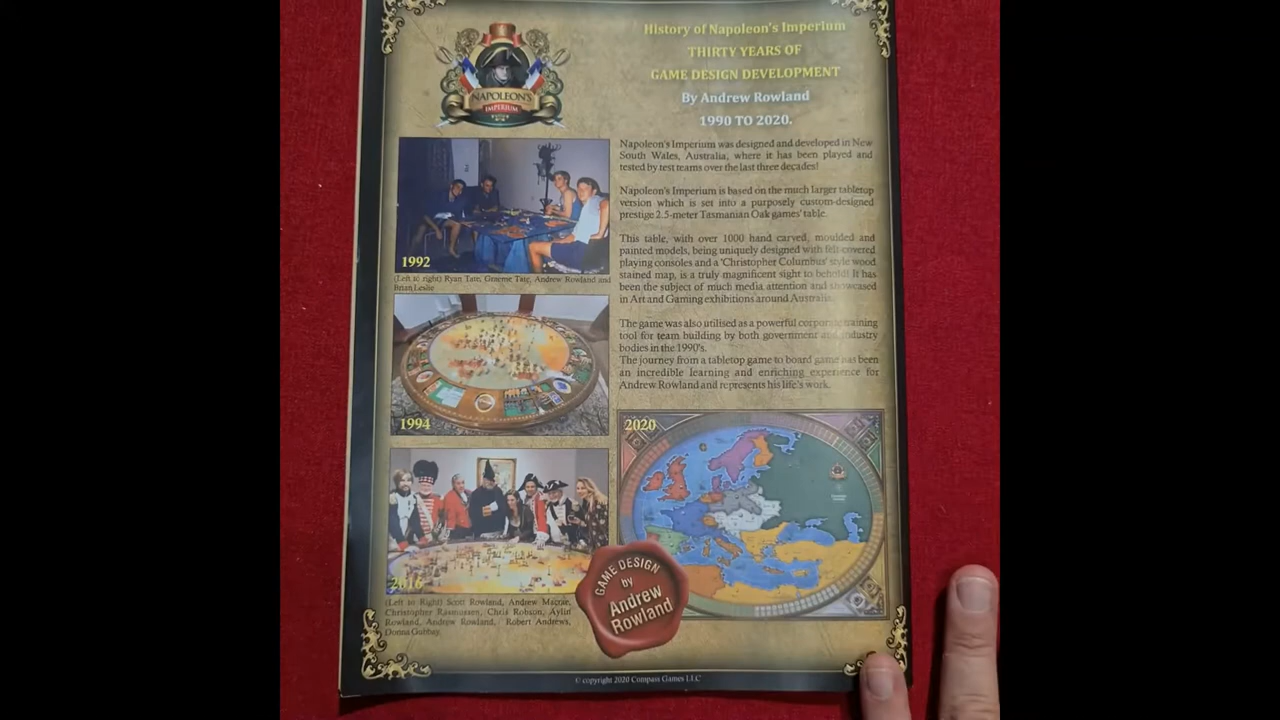 NAPOLEON'S
IMPERIUM
History of Napoleon's Imperium
THIRTY YEARS OF
GAME DESIGN DEVELOPMENT
By Andrew Rowland
1990 TO 2020.
1992
(Left to right) Ryan Tate, Graeme Tate, Andrew Rowland and
Brian Leslie
1994
2016
(Left to Right) Scott Rowland, Andrew Macrae,
Christopher Rasmussen, Chris Robson, Aylin
Rowland, Andrew Rowland, Robert Andrews,
Donna Gubbay.
Napoleon's Imperium was designed and developed in New
South Wales, Australia, where it has been played and
tested by test teams over the last three decades!
Napoleon's Imperium is based on the much larger tabletop
version which is set into a purposely custom-designed
prestige 2.5-meter Tasmanian Oak games' table.
This table, with over 1000 hand carved, moulded and
painted models, being uniquely designed with felt covered
playing consoles and a 'Christopher Columbus' style wood
stained map, is a truly magnificent sight to behold! It has
been the subject of much media attention and showcased
in Art and Gaming exhibitions around Australia.
The game was also utilised as a powerful corporate training
tool for team building by both government and industry
bodies in the 1990's.
The journey from a tabletop game to board game has been
an incredible learning and enriching experience for
Andrew Rowland and represents his life's work.
2020
GAME DESIGN
by
Andrew
Rowland
© copyright 2020 Compass Games LLC